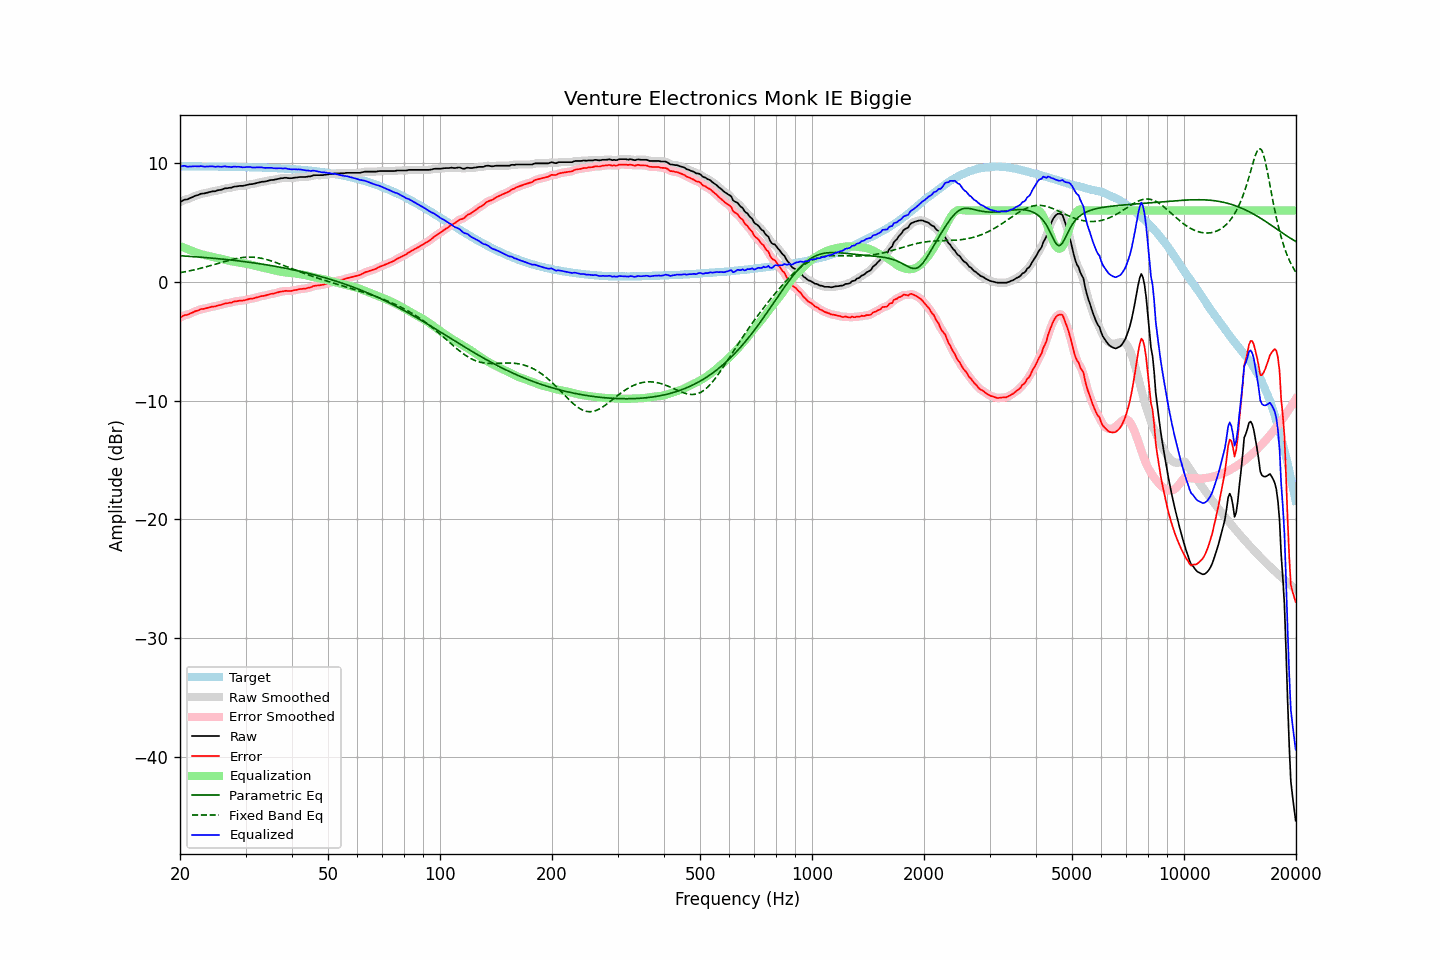 Venture Electronics Monk IE Biggie
Amplitude (dBr)
10
0
−10
−20
−30
−40
Target
Raw Smoothed
Error Smoothed
Raw
Error
Equalization
Parametric Eq
Fixed Band Eq
Equalized
20 50 100 200 500 1000 2000 5000 10000 20000
Frequency (Hz)